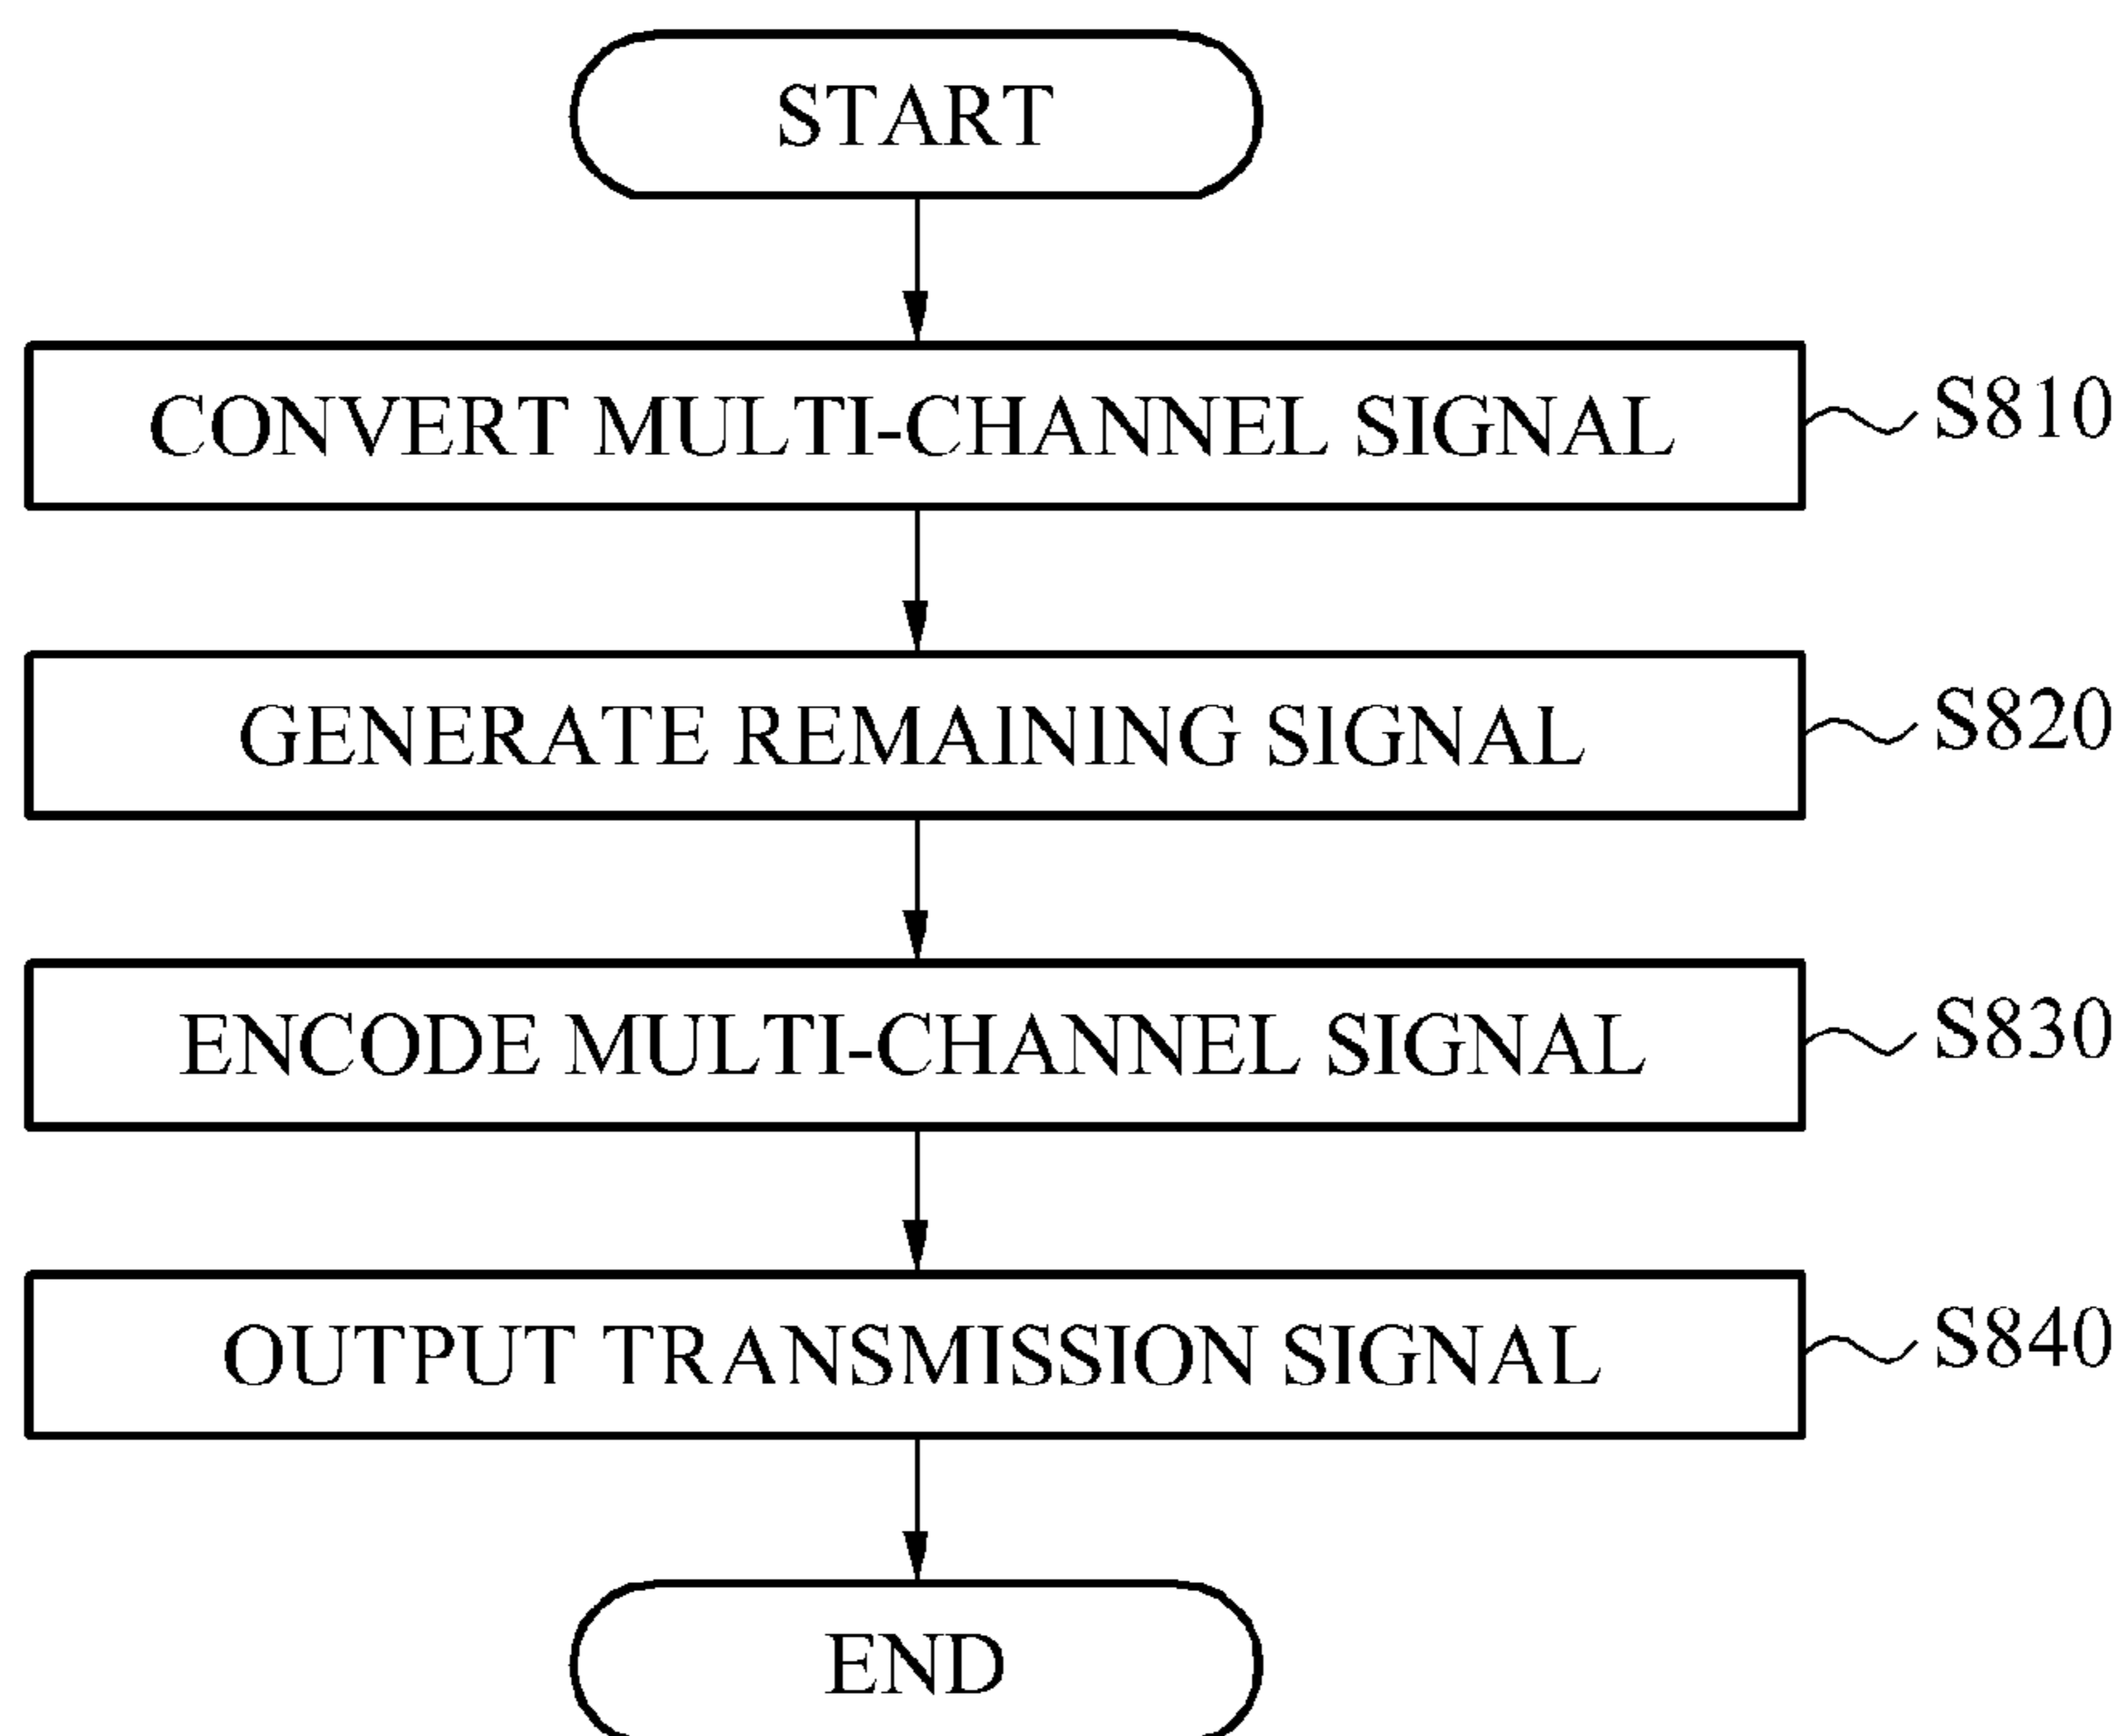 START
CONVERT MULTI-CHANNEL SIGNAL S810
GENERATE REMAINING SIGNAL S820
ENCODE MULTI-CHANNEL SIGNAL S830
OUTPUT TRANSMISSION SIGNAL S840
END